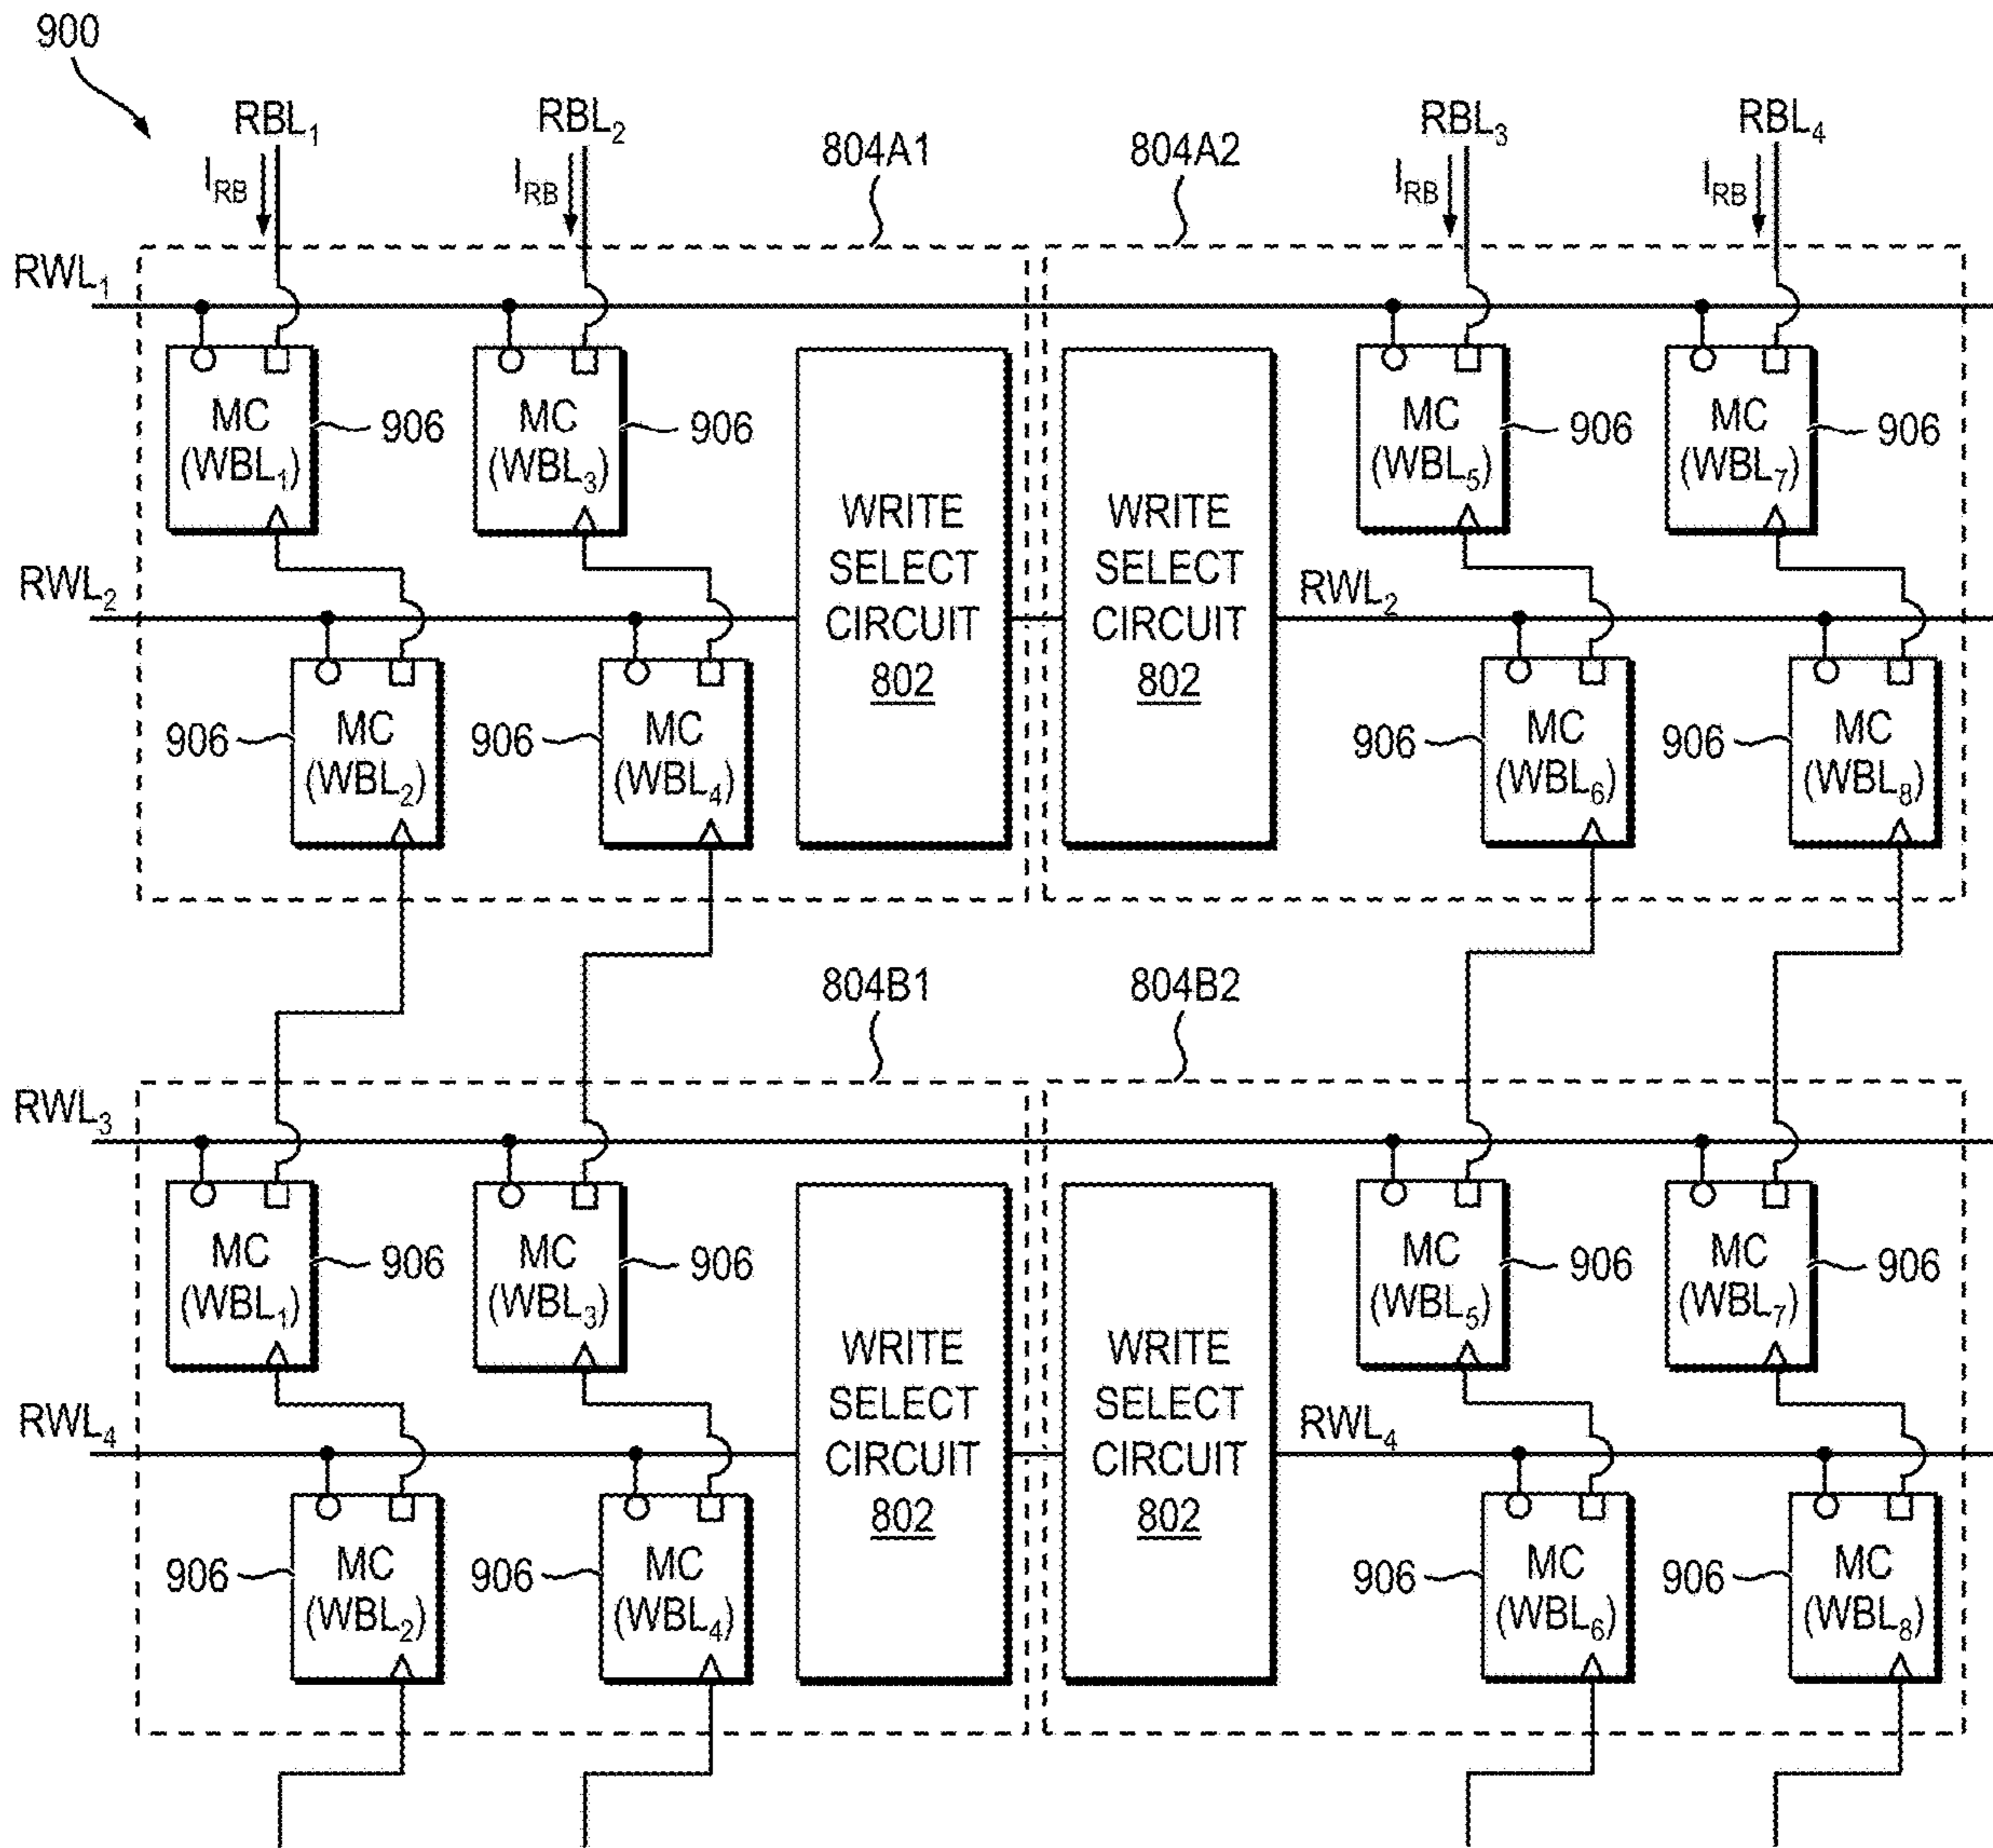 900
RBL₁ RBL₂ 804A1 804A2 RBL₃ RBL₄
I_RB I_RB I_RB I_RB
RWL₁
MC (WBL₁) 906
MC (WBL₃) 906
WRITE SELECT CIRCUIT 802
WRITE SELECT CIRCUIT 802
MC (WBL₅) 906
MC (WBL₇) 906
RWL₂ RWL₂
906 MC (WBL₂)
906 MC (WBL₄)
906 MC (WBL₆)
906 MC (WBL₈)
804B1 804B2
RWL₃
MC (WBL₁) 906
MC (WBL₃) 906
WRITE SELECT CIRCUIT 802
WRITE SELECT CIRCUIT 802
MC (WBL₅) 906
MC (WBL₇) 906
RWL₄ RWL₄
906 MC (WBL₂)
906 MC (WBL₄)
906 MC (WBL₆)
906 MC (WBL₈)